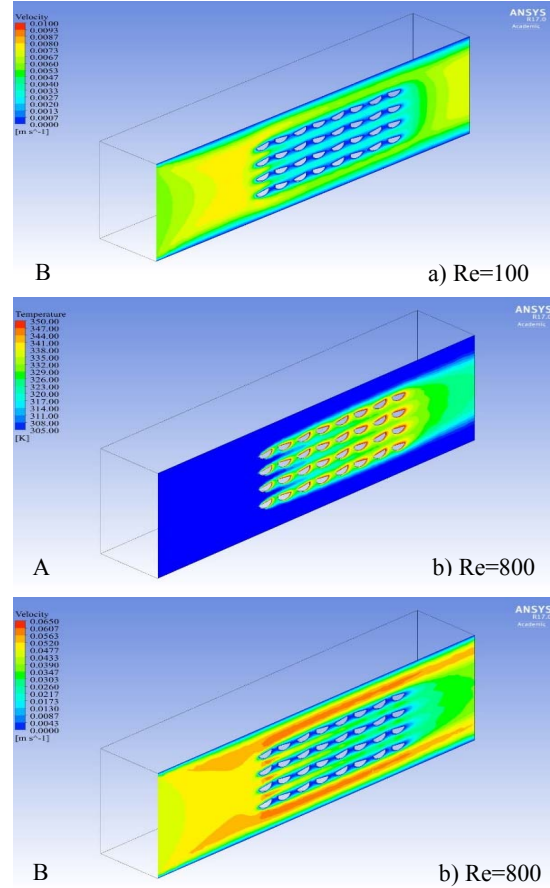 Velocity
0.0100
0.0093
0.0087
0.0080
0.0073
0.0067
0.0060
0.0053
0.0047
0.0040
0.0033
0.0027
0.0020
0.0013
0.0007
0.0000
[m s^-1]
ANSYS
R17.0
Academic
B
a) Re=100
Temperature
350.00
347.00
344.00
341.00
338.00
335.00
332.00
329.00
326.00
323.00
320.00
317.00
314.00
311.00
308.00
305.00
[K]
ANSYS
R17.0
Academic
A
b) Re=800
Velocity
0.0650
0.0607
0.0563
0.0520
0.0477
0.0433
0.0390
0.0347
0.0303
0.0260
0.0217
0.0173
0.0130
0.0087
0.0043
0.0000
[m s^-1]
ANSYS
R17.0
Academic
B
b) Re=800